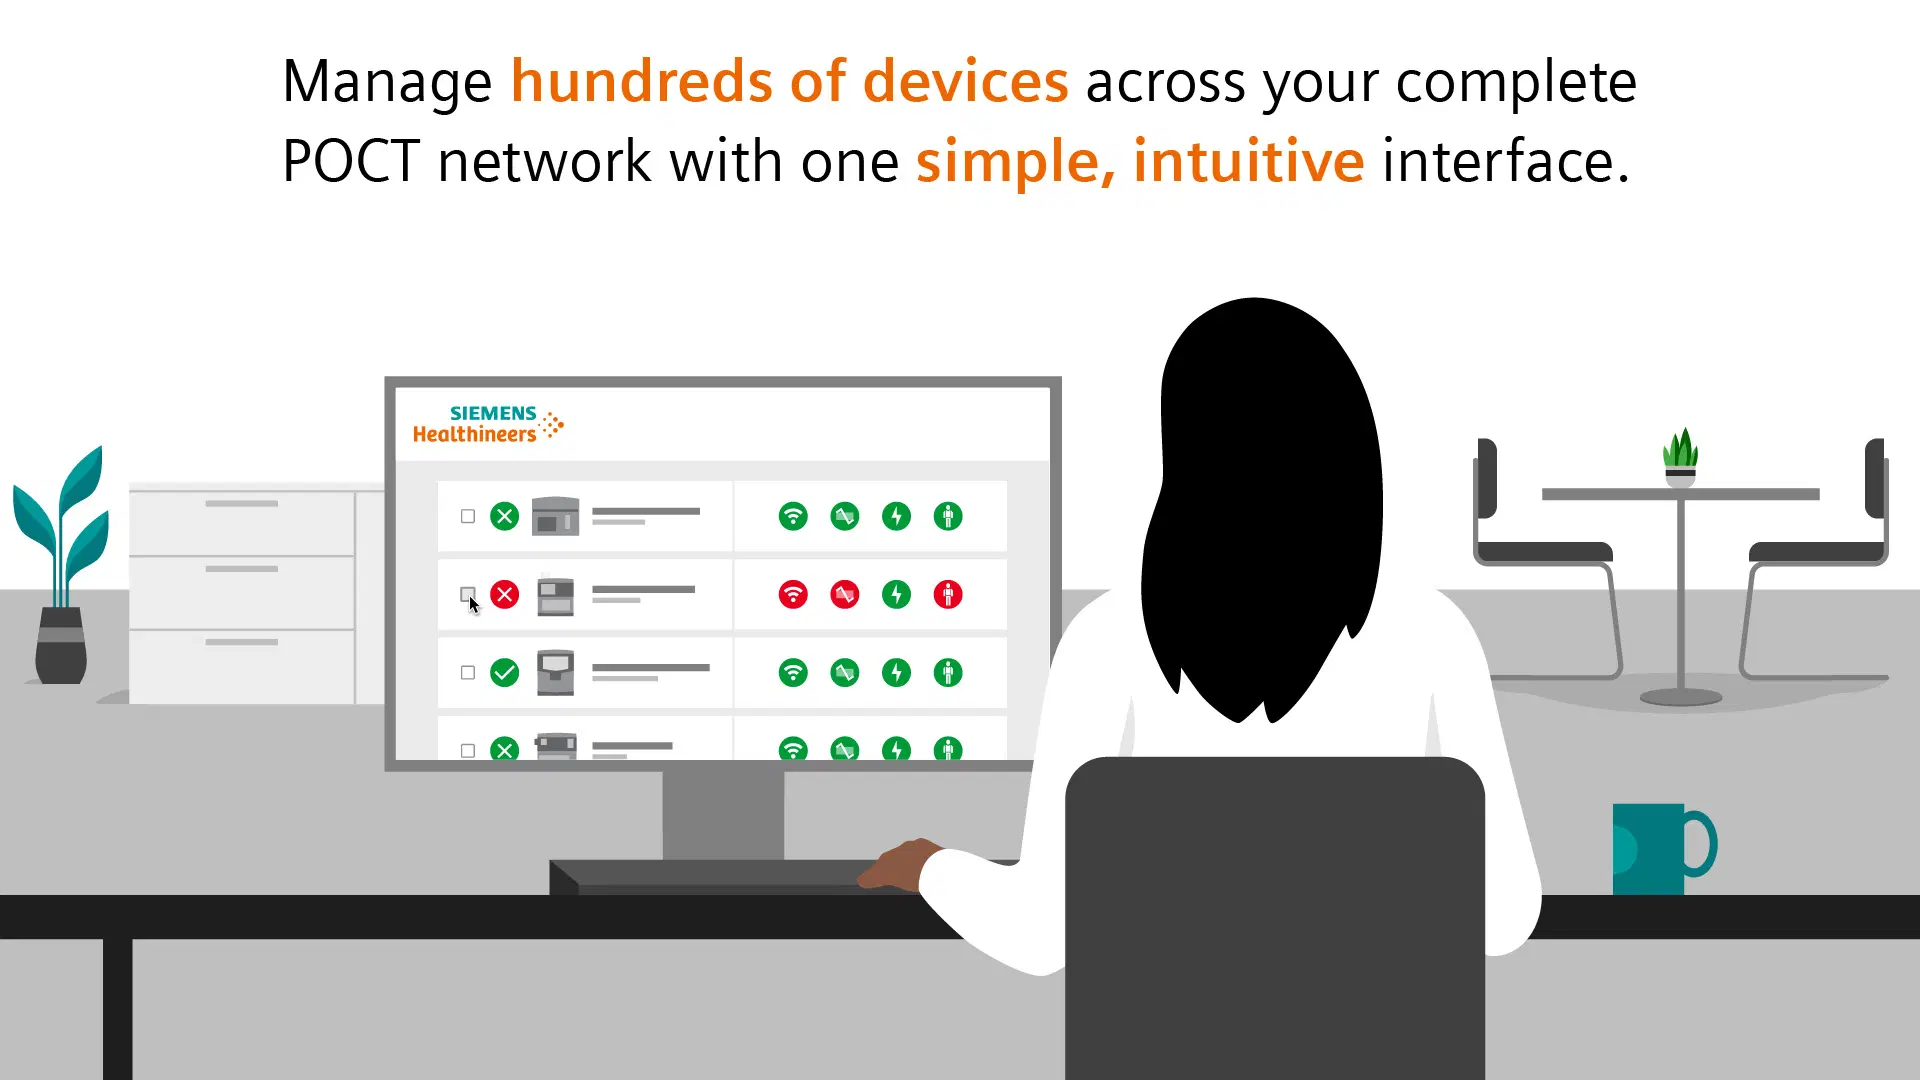 Manage hundreds of devices across your complete
POCT network with one simple, intuitive interface.
SIEMENS
Healthineers